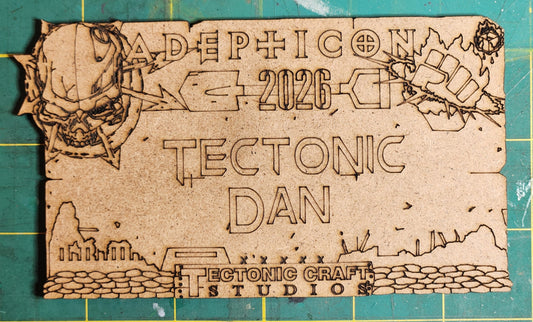 ADEPTICON
2026
TECTONIC
DAN
x x x x x
TECTONIC CRAFT
STUDIOS